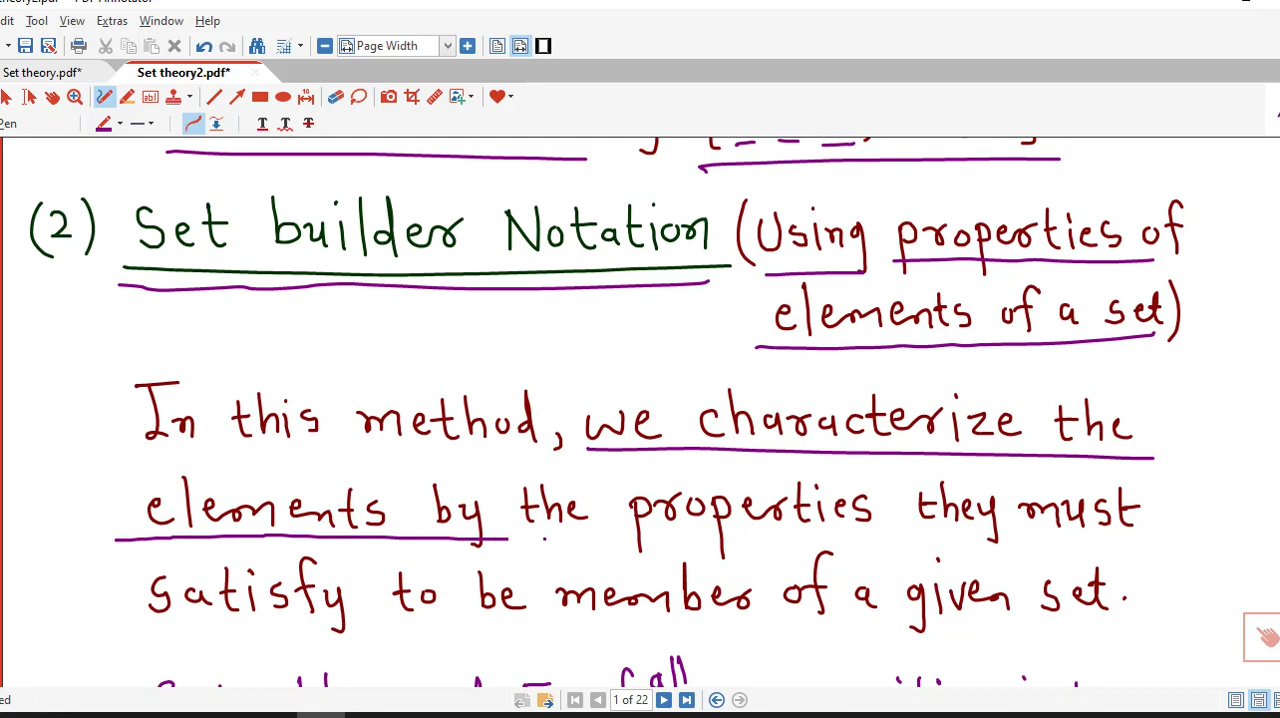 Tool View Extras Window Help
Page Width
Set theory.pdf* Set theory2.pdf*
(2) Set builder Notation (Using properties of
elements of a set)
In this method, we characterize the
elements by the properties they must
satisfy to be member of a given set.
1 of 22